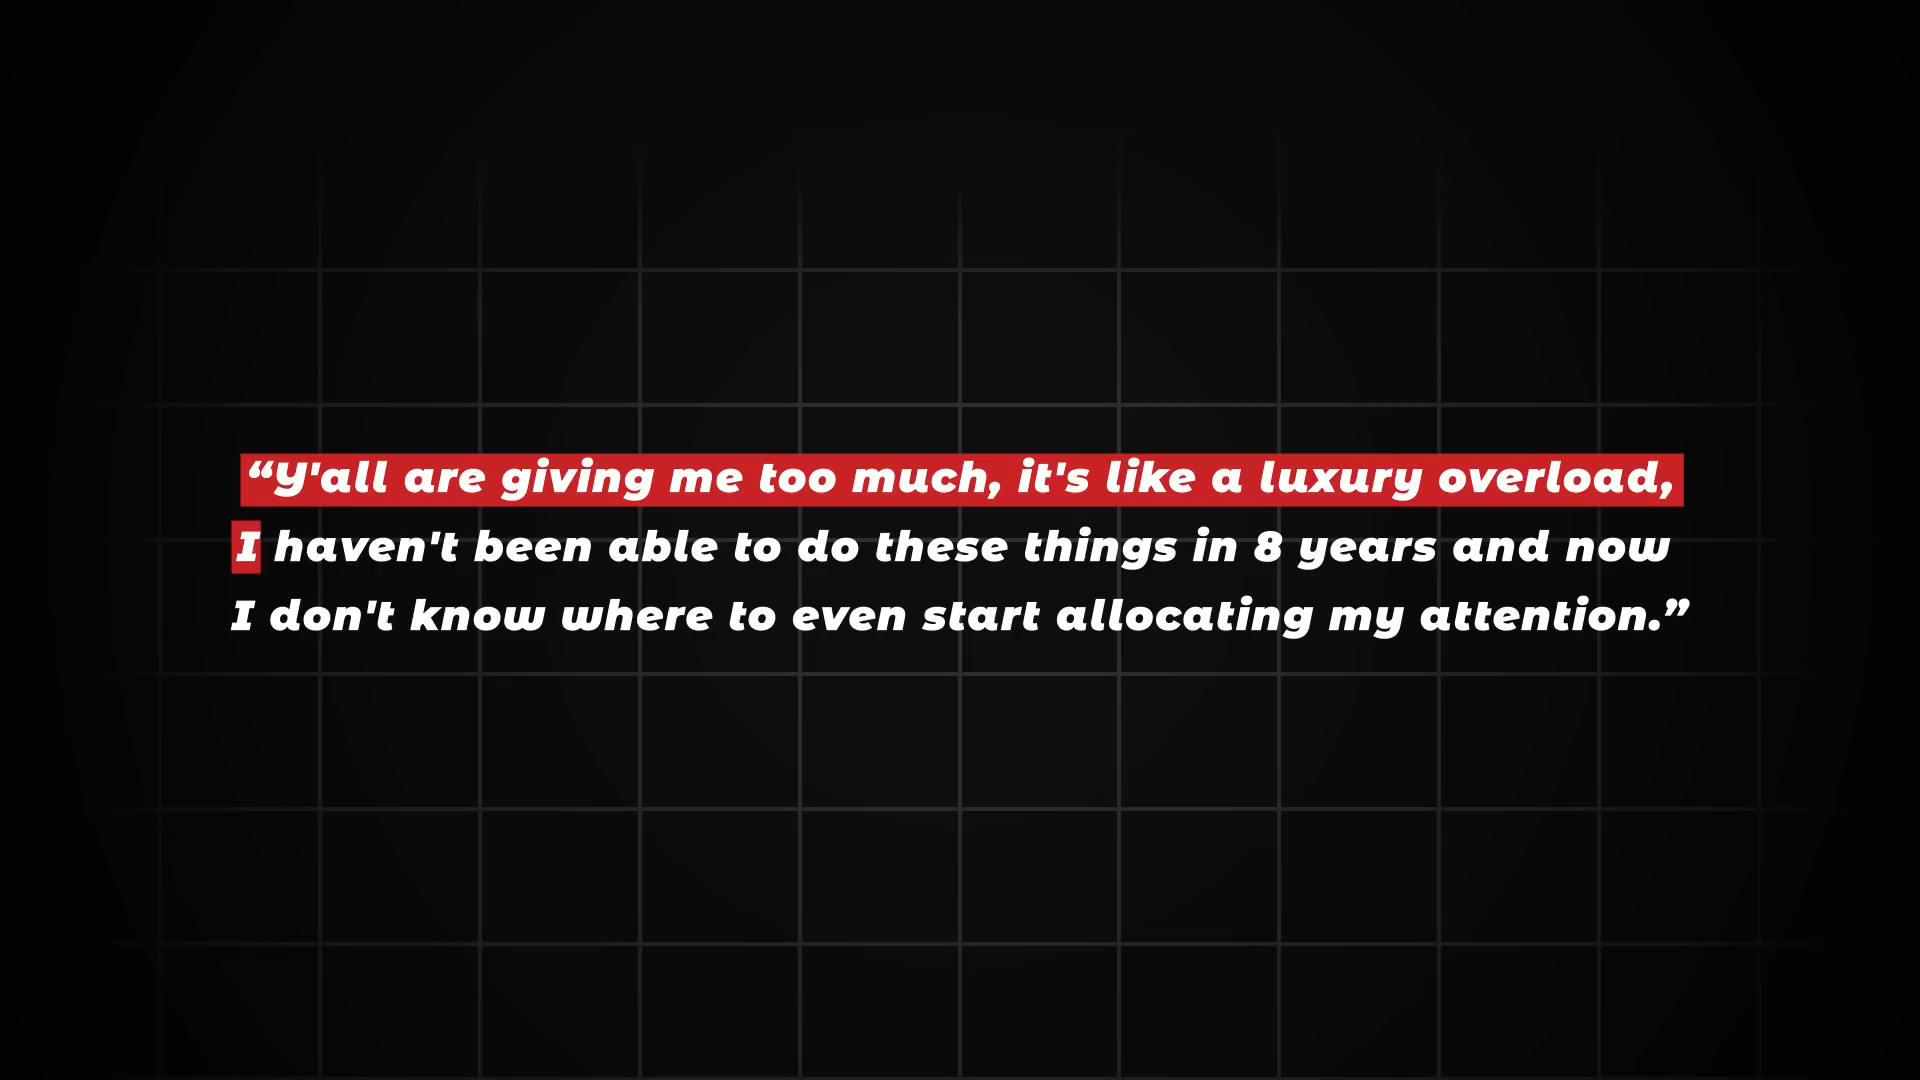 “Y'all are giving me too much, it's like a luxury overload,
I haven't been able to do these things in 8 years and now
I don't know where to even start allocating my attention.”